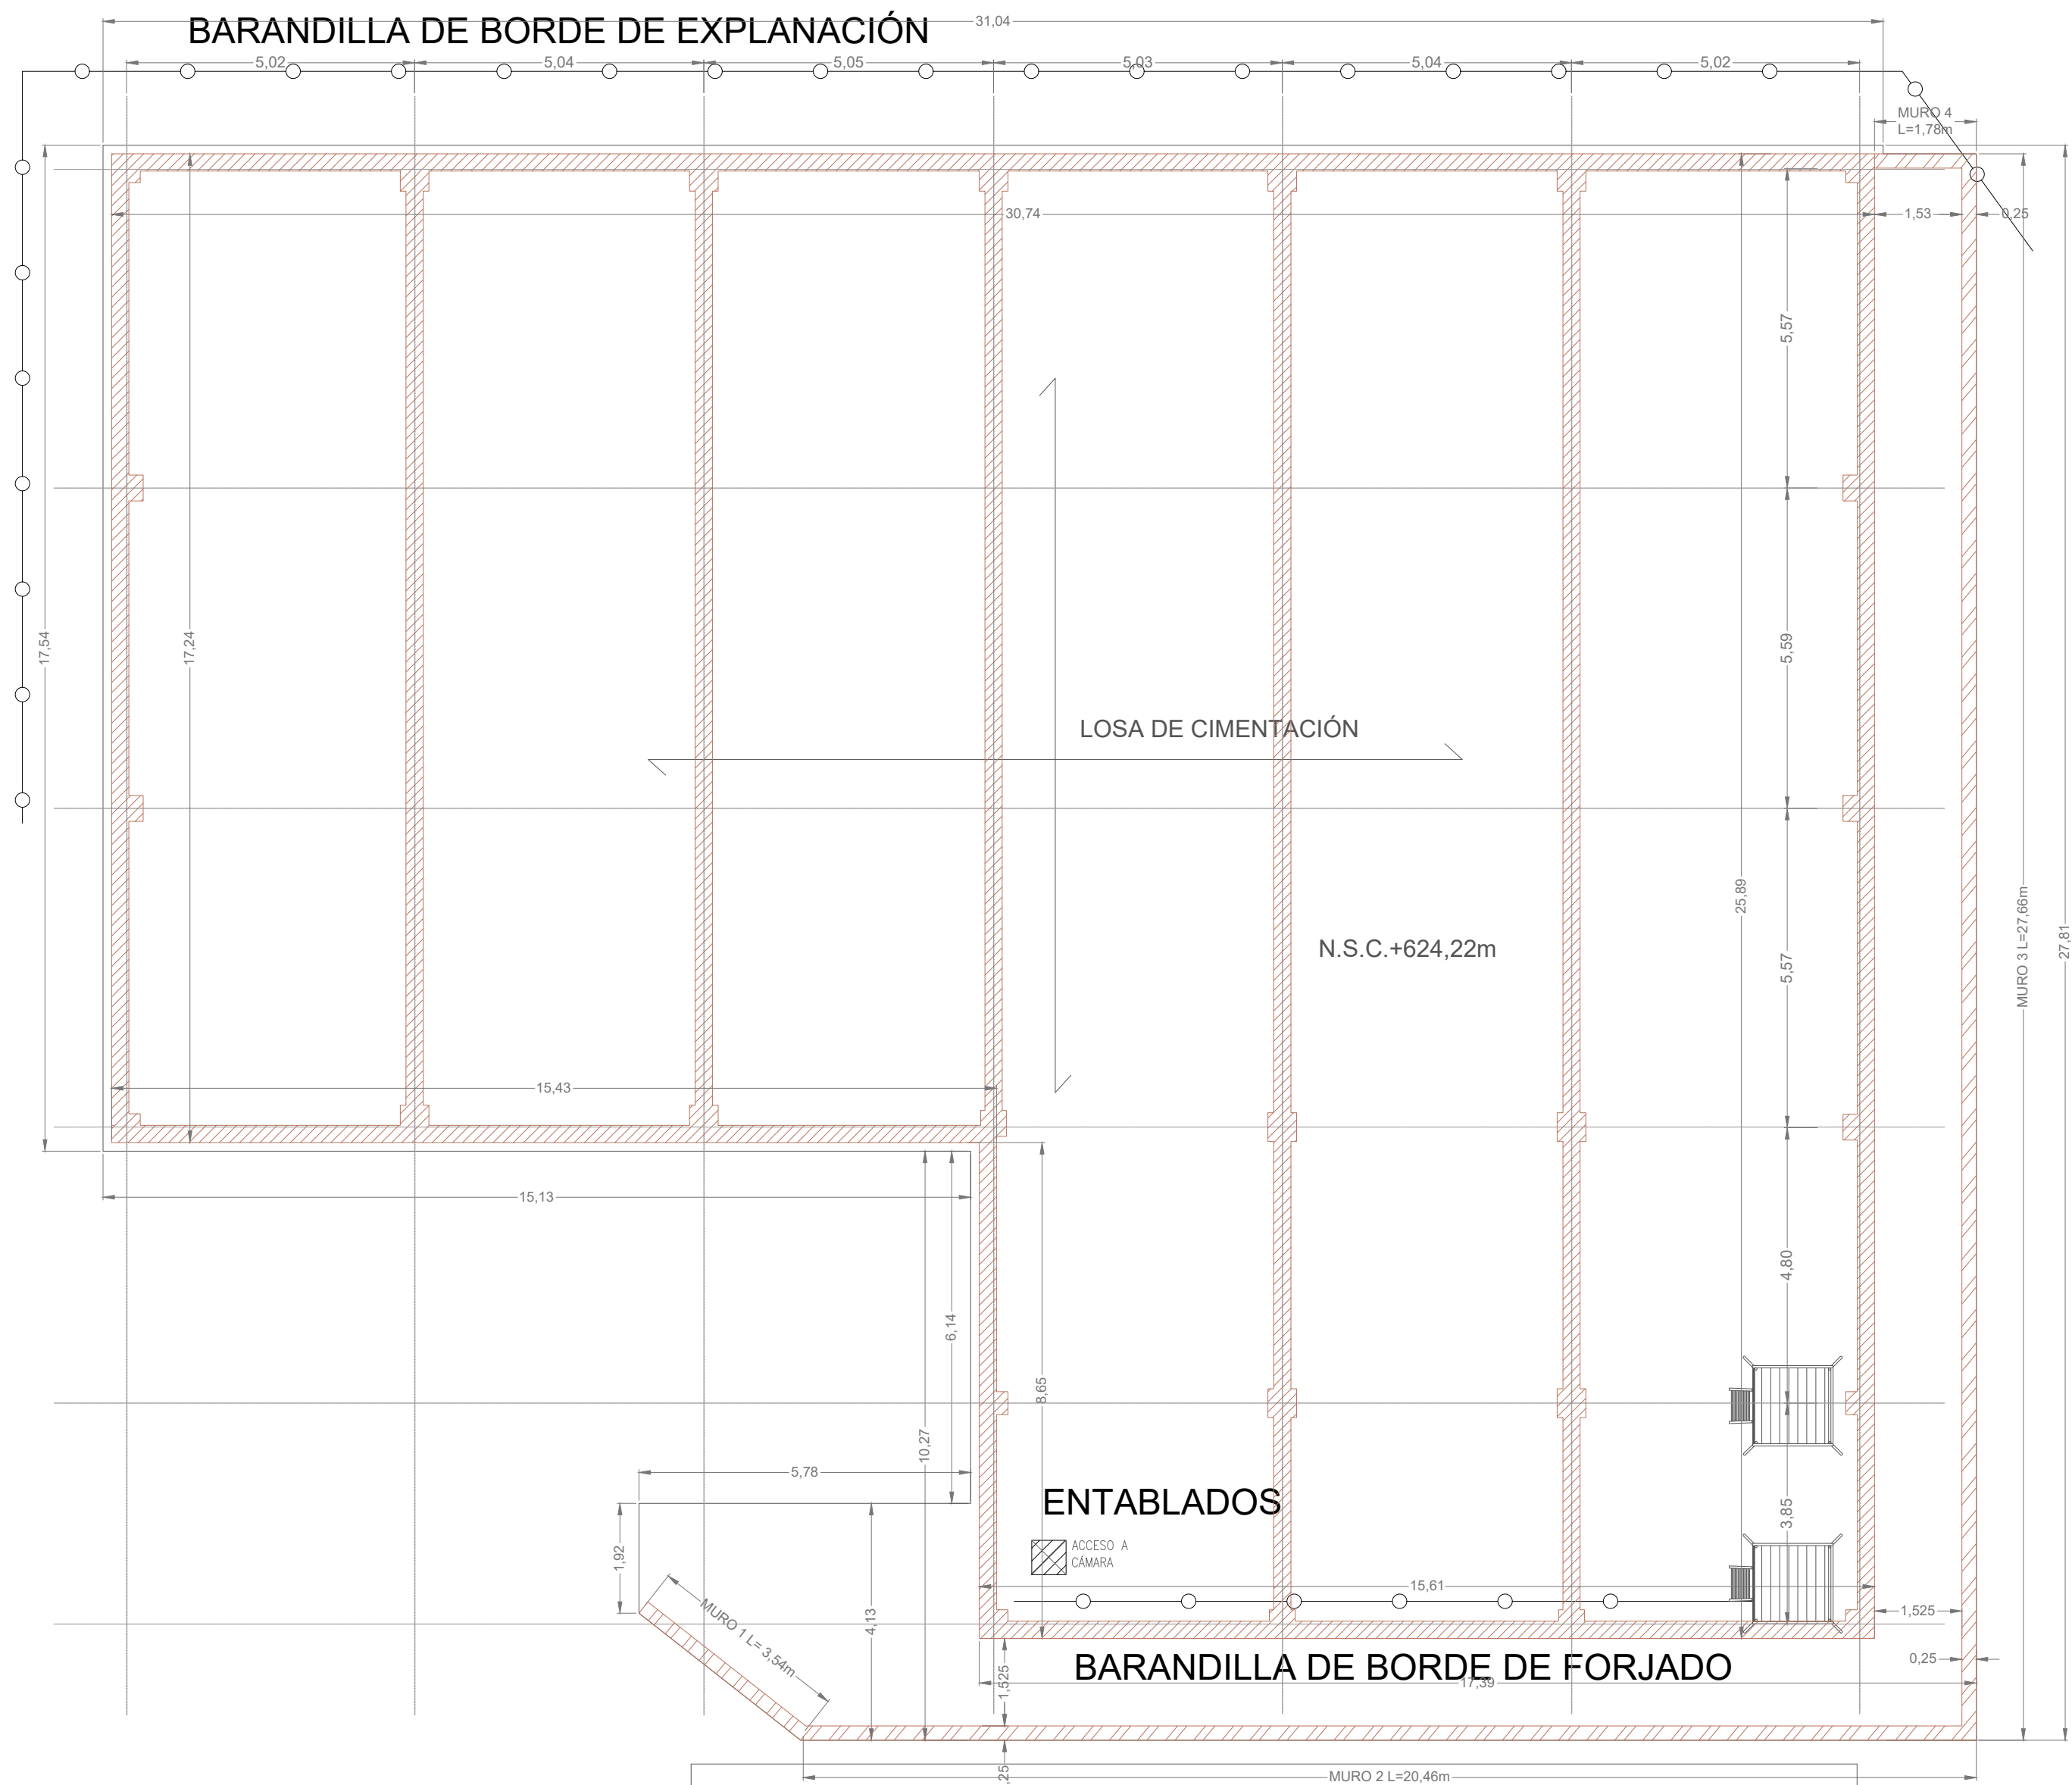 31,04
BARANDILLA DE BORDE DE EXPLANACIÓN
5,02
5,04
5,05
5,03
5,04
5,02
MURO 4
L=1,78m
30,74
1,53
0,25
5,57
17,54
17,24
5,59
LOSA DE CIMENTACIÓN
25,89
MURO 3 L=27,66m
27,81
N.S.C.+624,22m
5,57
15,43
15,13
4,80
6,14
8,65
10,27
5,78
ENTABLADOS
3,85
1,92
ACCESO A
CÁMARA
15,61
4,13
MURO 1 L= 3,54m
1,525
BARANDILLA DE BORDE DE FORJADO
0,25
1,525
17,39
,25
MURO 2 L=20,46m